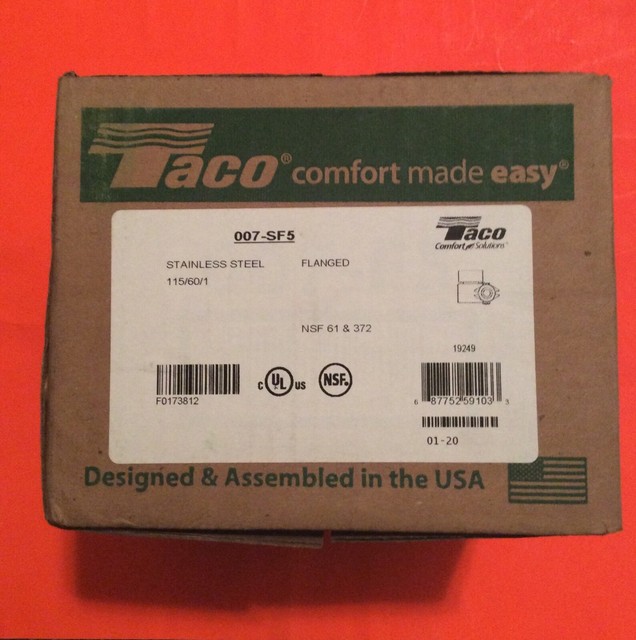 Taco® comfort made easy®
007-SF5
Taco
Comfort Solutions®
STAINLESS STEEL FLANGED
115/60/1
NSF 61 & 372
19249
F0173812
C UL US
NSF®
6 87752 59103 3
01-20
Designed & Assembled in the USA